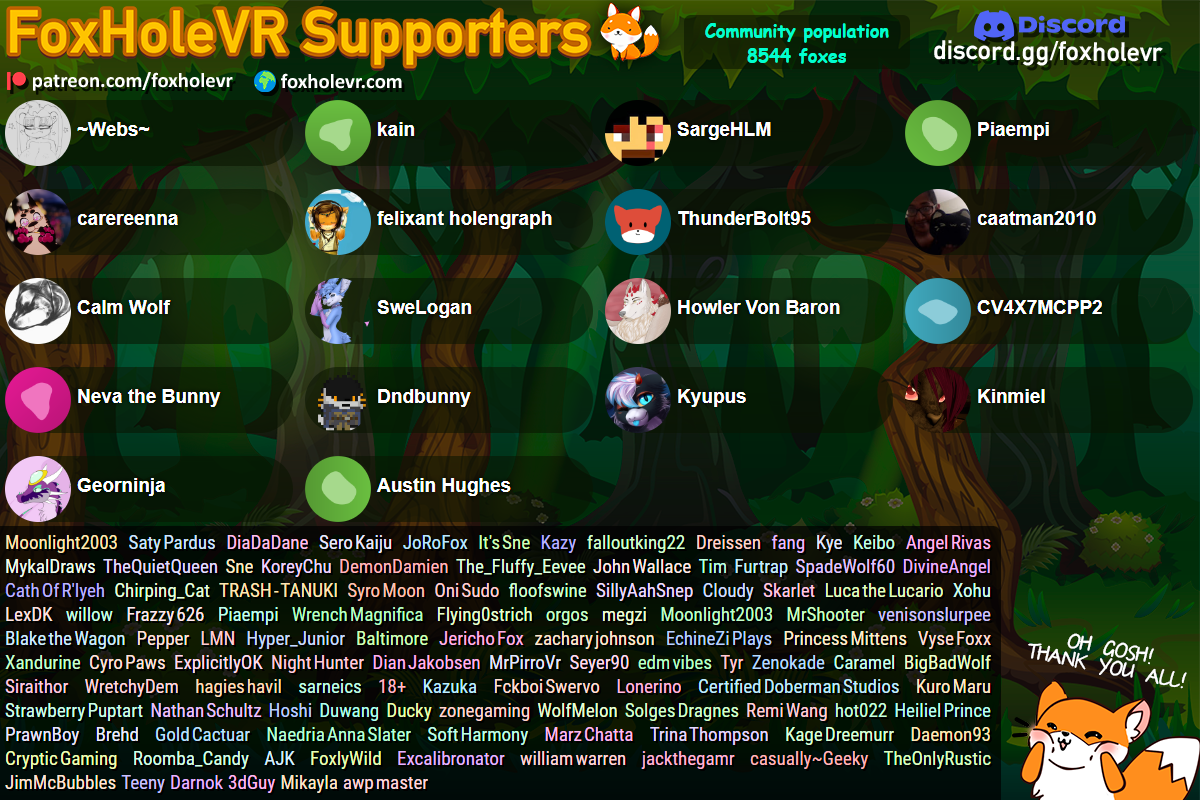 FoxHoleVR Supporters
Community population
8544 foxes
Discord
discord.gg/foxholevr
patreon.com/foxholevr foxholevr.com
~Webs~ kain SargeHLM Piaempi
carereenna felixant holengraph ThunderBolt95 caatman2010
Calm Wolf SweLogan Howler Von Baron CV4X7MCPP2
Neva the Bunny Dndbunny Kyupus Kinmiel
Georninja Austin Hughes
Moonlight2003 Saty Pardus DiaDaDane Sero Kaiju JoRoFox It's Sne Kazy falloutking22 Dreissen fang Kye Keibo Angel Rivas
MykalDraws TheQuietQueen Sne KoreyChu DemonDamien The_Fluffy_Eevee John Wallace Tim Furtrap SpadeWolf60 DivineAngel
Cath Of R'lyeh Chirping_Cat TRASH-TANUKI Syro Moon Oni Sudo floofswine SillyAahSnep Cloudy Skarlet Luca the Lucario Xohu
LexDK willow Frazzy 626 Piaempi Wrench Magnifica Flying0strich orgos megzi Moonlight2003 MrShooter venisonslurpee
Blake the Wagon Pepper LMN Hyper_Junior Baltimore Jericho Fox zachary johnson EchineZi Plays Princess Mittens Vyse Foxx
Xandurine Cyro Paws ExplicitlyOK Night Hunter Dian Jakobsen MrPirroVr Seyer90 edm vibes Tyr Zenokade Caramel BigBadWolf
Siraithor WretchyDem hagies havil sarneics 18+ Kazuka Fckboi Swervo Lonerino Certified Doberman Studios Kuro Maru
Strawberry Puptart Nathan Schultz Hoshi Duwang Ducky zonegaming WolfMelon Solges Dragnes Remi Wang hot022 Heiliel Prince
PrawnBoy Brehd Gold Cactuar Naedria Anna Slater Soft Harmony Marz Chatta Trina Thompson Kage Dreemurr Daemon93
Cryptic Gaming Roomba_Candy AJK FoxlyWild Excalibronator william warren jackthegamr casually~Geeky TheOnlyRustic
JimMcBubbles Teeny Darnok 3dGuy Mikayla awp master
OH GOSH!
THANK YOU ALL!